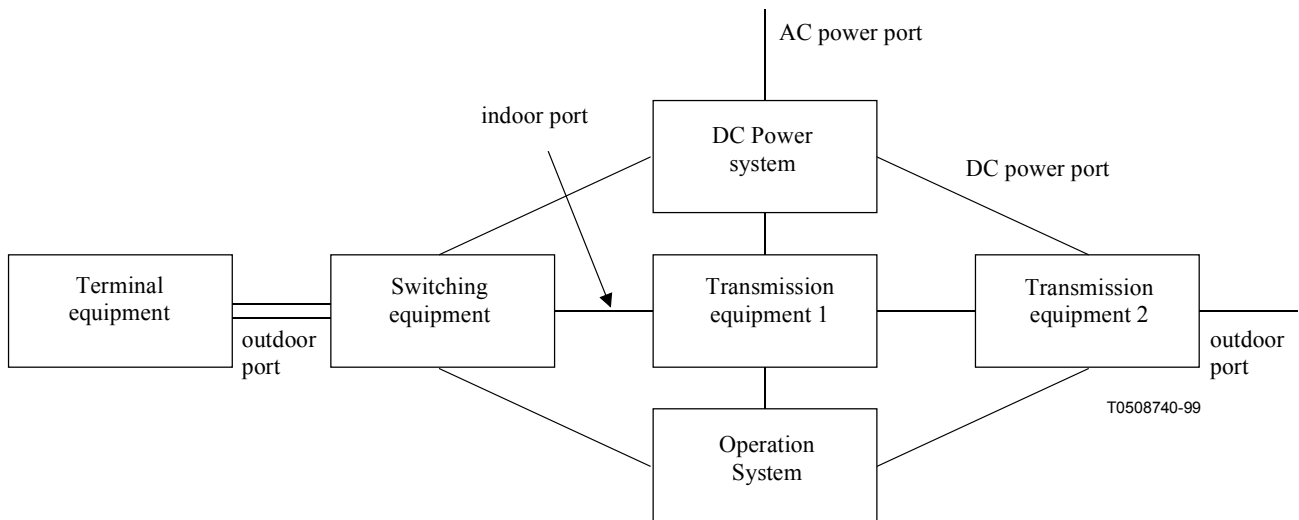 AC power port
indoor port
DC Power
system
DC power port
Terminal
equipment
Switching
equipment
Transmission
equipment 1
Transmission
equipment 2
outdoor
port
outdoor
port
T0508740-99
Operation
System